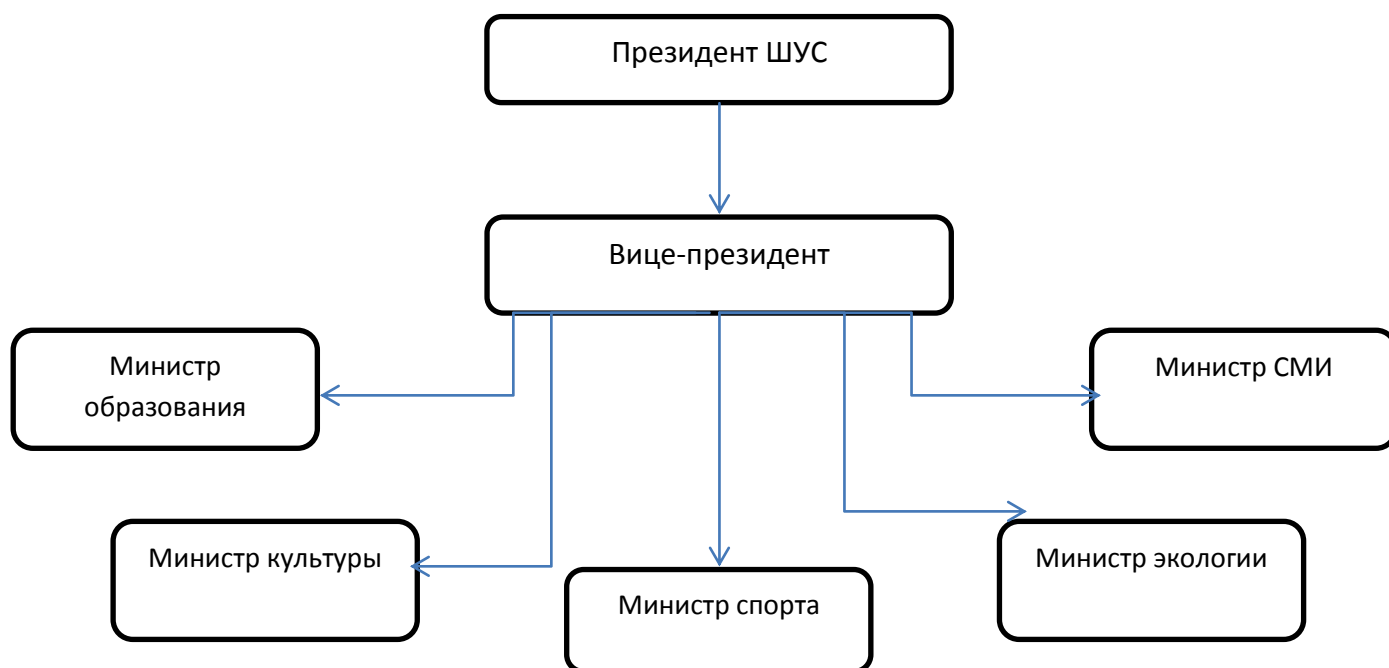 Президент ШУС
Вице-президент
Министр
образования
Министр СМИ
Министр культуры
Министр спорта
Министр экологии